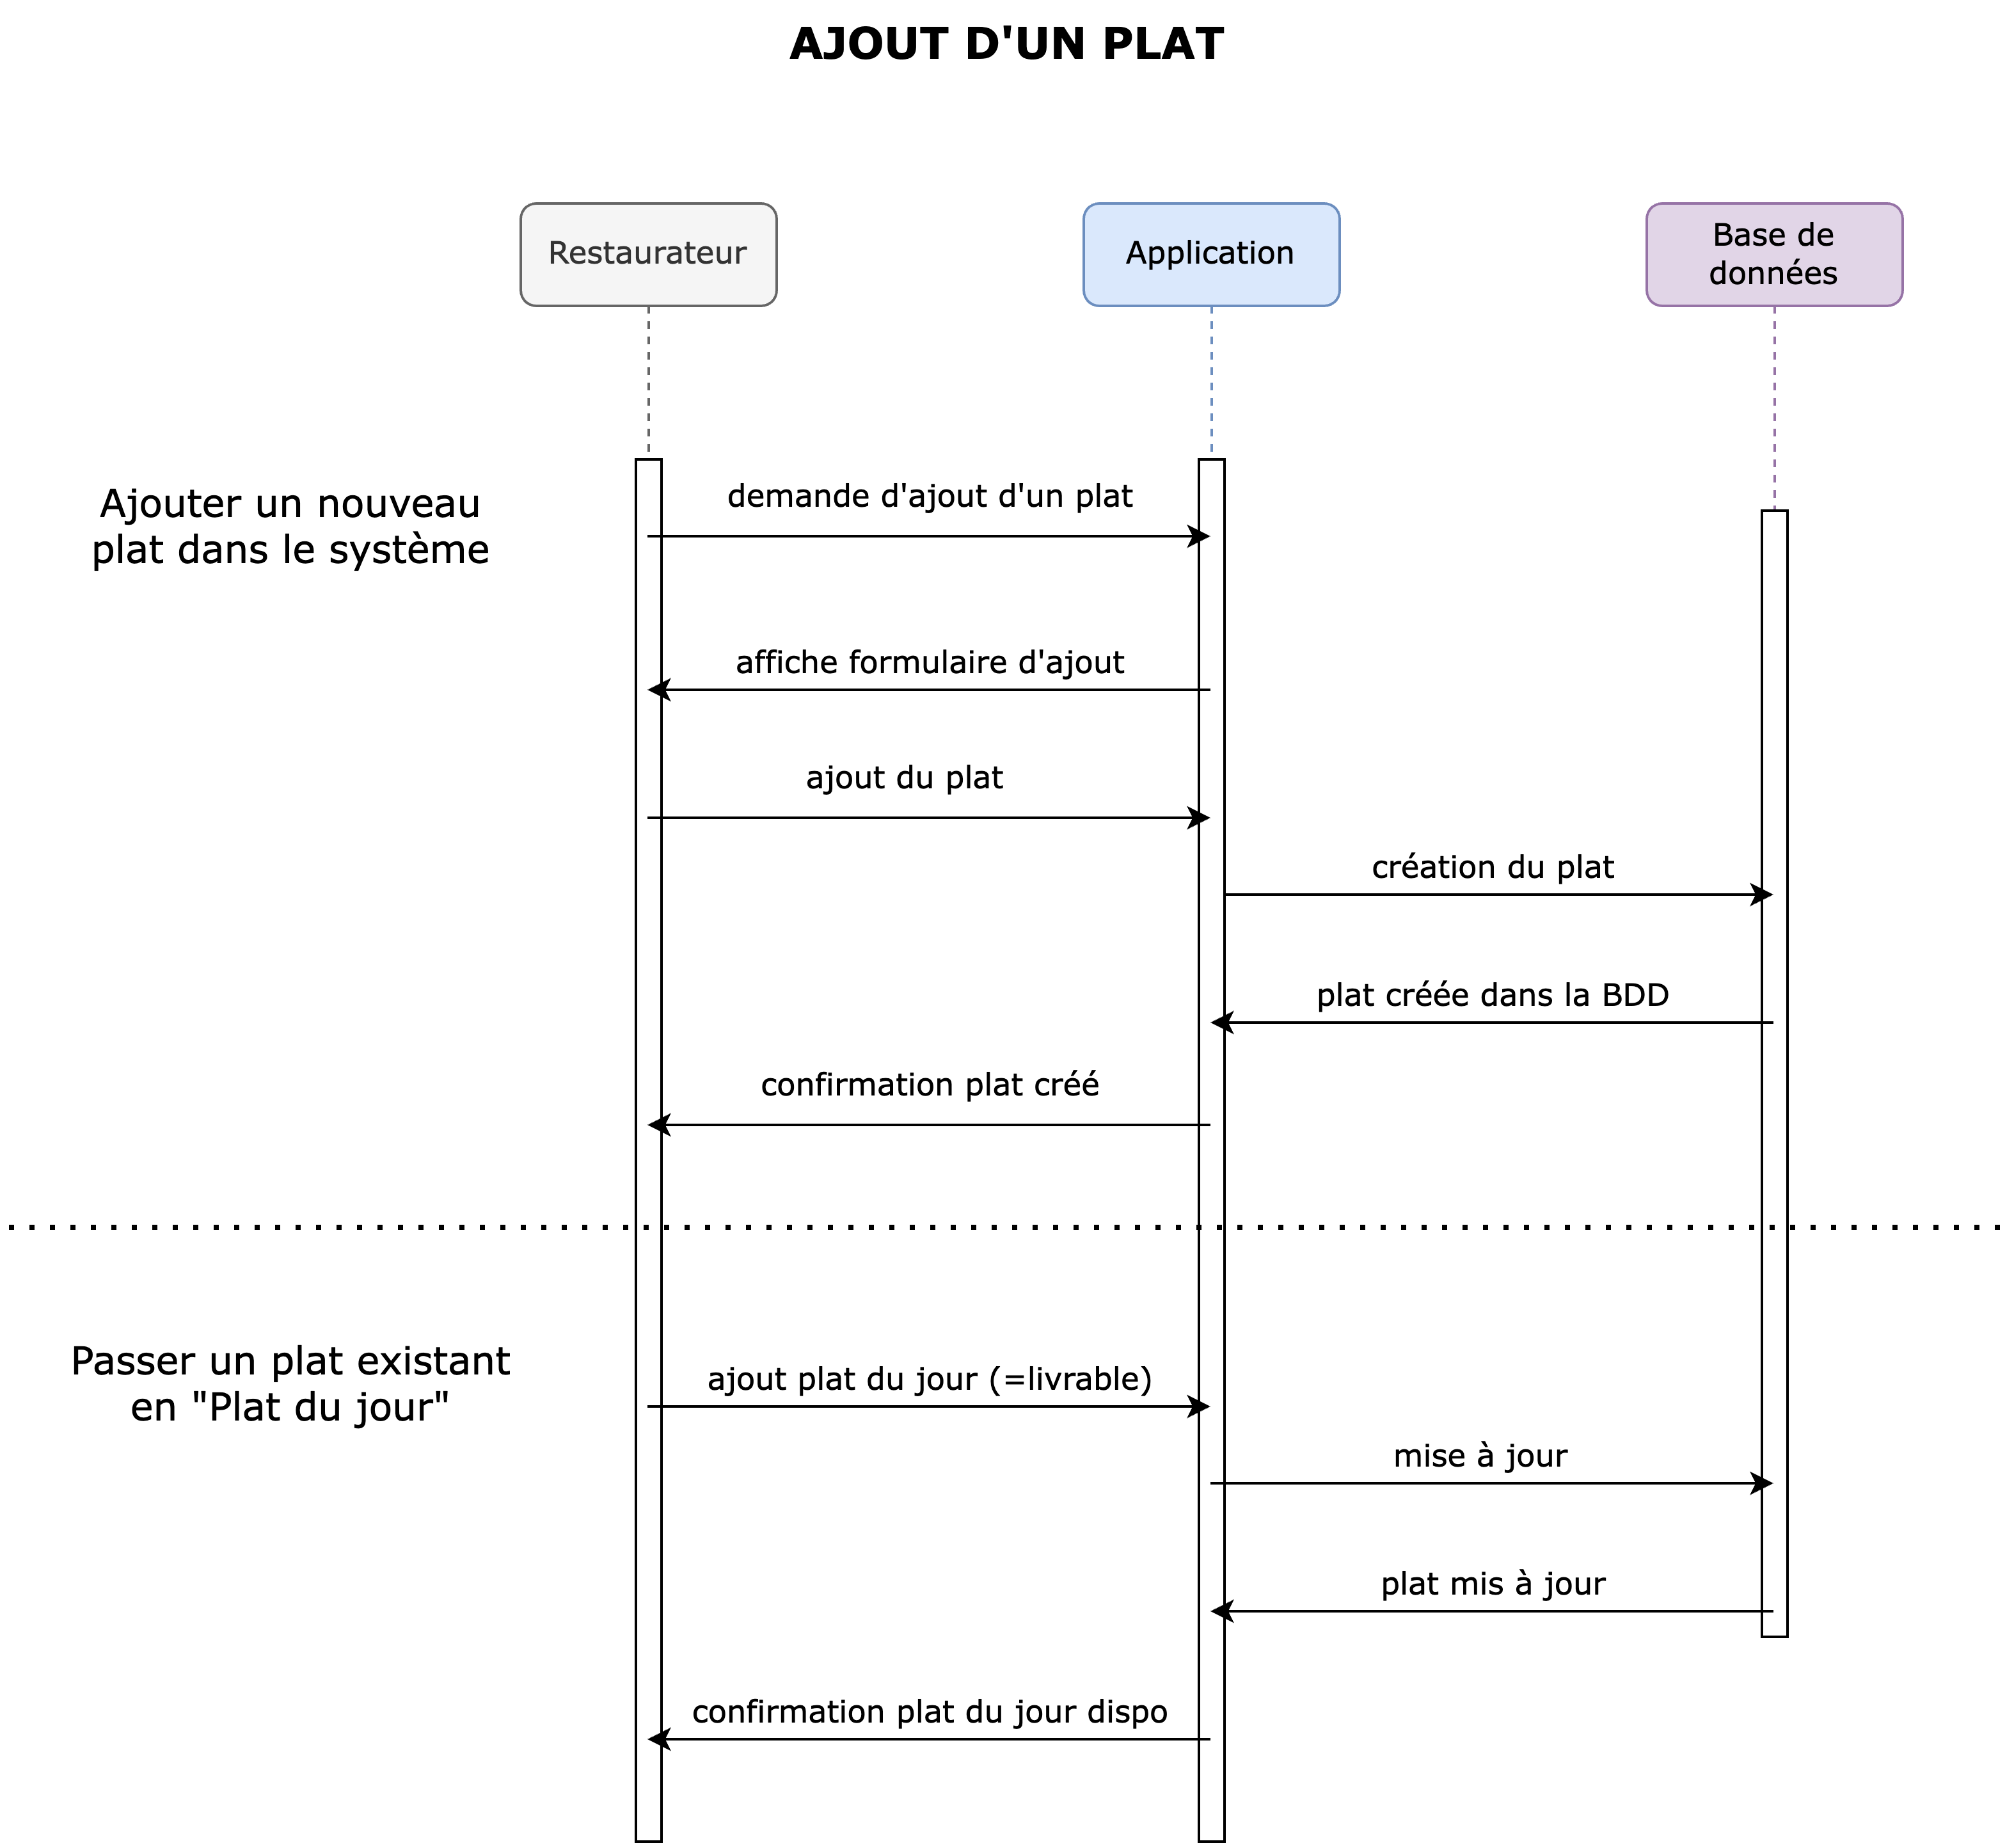 AJOUT D'UN PLAT
Restaurateur
Application
Base de
données
Ajouter un nouveau
plat dans le système
demande d'ajout d'un plat
affiche formulaire d'ajout
ajout du plat
création du plat
plat créée dans la BDD
confirmation plat créé
Passer un plat existant
en "Plat du jour"
ajout plat du jour (=livrable)
mise à jour
plat mis à jour
confirmation plat du jour dispo